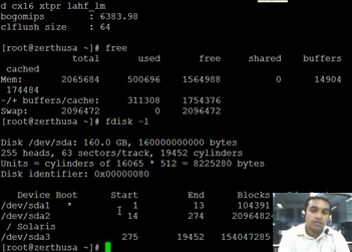 d cx16 xtpr lahf_lm
bogomips : 6383.98
clflush size : 64
[root@zerthusa ~]# free
total used free shared buffers
cached
Mem: 2065684 500696 1564988 0 14904
174484
-/+ buffers/cache: 311308 1754376
Swap: 2096472 0 2096472
[root@zerthusa ~]# fdisk -l
Disk /dev/sda: 160.0 GB, 160000000000 bytes
255 heads, 63 sectors/track, 19452 cylinders
Units = cylinders of 16065 * 512 = 8225280 bytes
Disk identifier: 0x00000080
Device Boot Start End Blocks
/dev/sda1 * 1 13 104391
/dev/sda2 14 274 2096482
/ Solaris
/dev/sda3 275 19452 154047285
[root@zerthusa ~]#